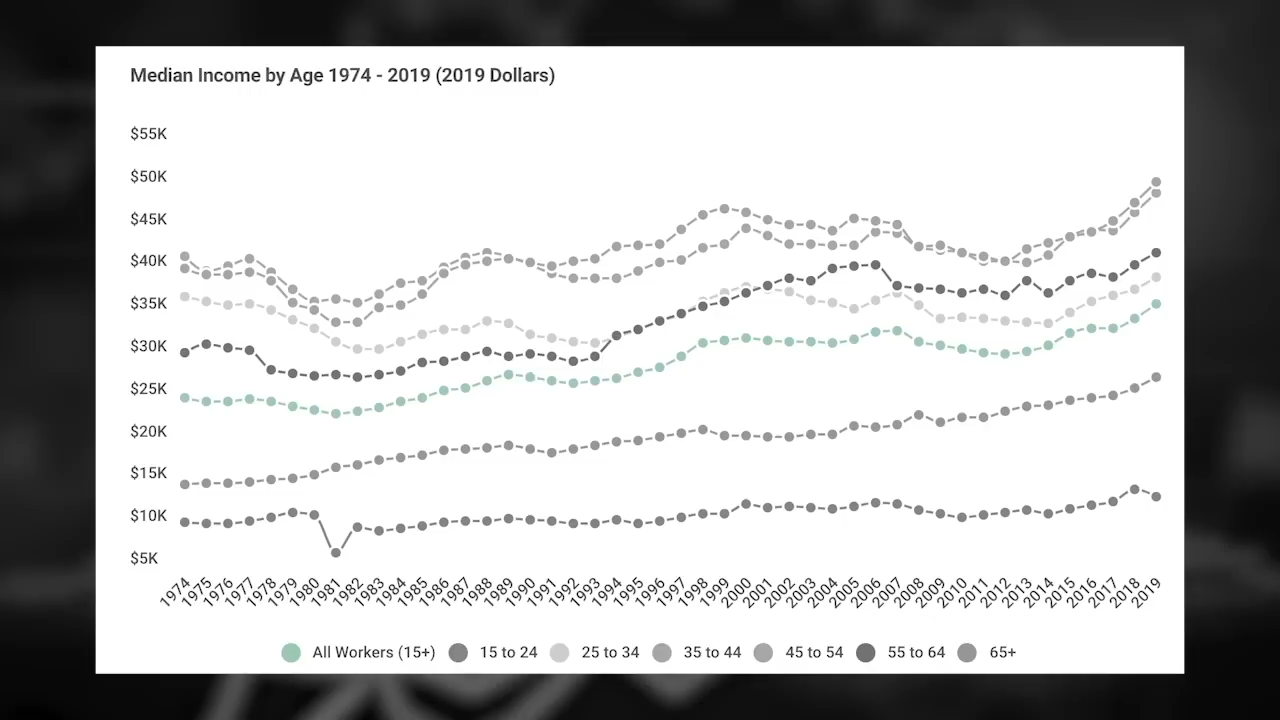 Median Income by Age 1974 - 2019 (2019 Dollars)
$55K
$50K
$45K
$40K
$35K
$30K
$25K
$20K
$15K
$10K
$5K
1974 1975 1976 1977 1978 1979 1980 1981 1982 1983 1984 1985 1986 1987 1988 1989 1990 1991 1992 1993 1994 1995 1996 1997 1998 1999 2000 2001 2002 2003 2004 2005 2006 2007 2008 2009 2010 2011 2012 2013 2014 2015 2016 2017 2018 2019
All Workers (15+) 15 to 24 25 to 34 35 to 44 45 to 54 55 to 64 65+